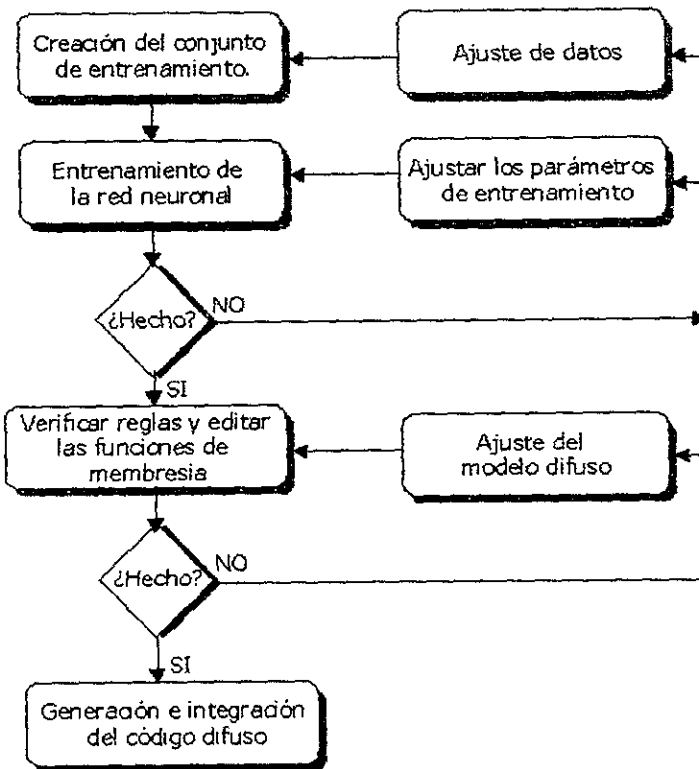 Creación del conjunto
de entrenamiento.
Ajuste de datos
Entrenamiento de
la red neuronal
Ajustar los parámetros
de entrenamiento
¿Hecho?
NO
SI
Verificar reglas y editar
las funciones de
membresia
Ajuste del
modelo difuso
¿Hecho?
NO
SI
Generación e integración
del código difuso